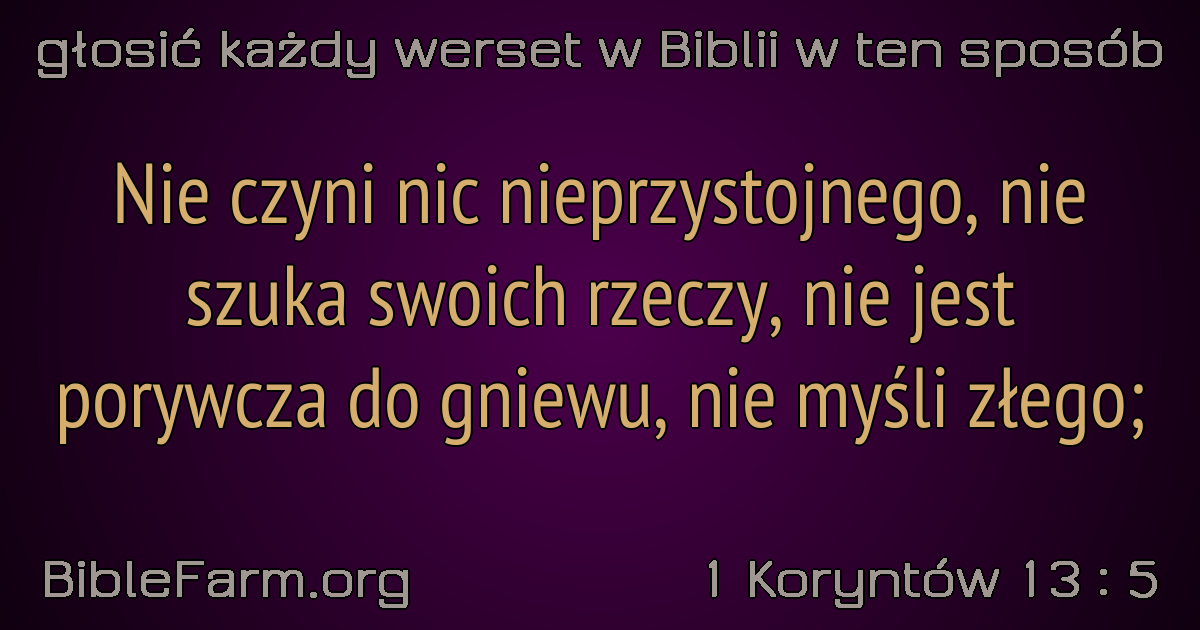 głosić każdy werset w Biblii w ten sposób
Nie czyni nic nieprzystojnego, nie
szuka swoich rzeczy, nie jest
porywcza do gniewu, nie myśli złego;
BibleFarm.org
1 Koryntów 13 : 5